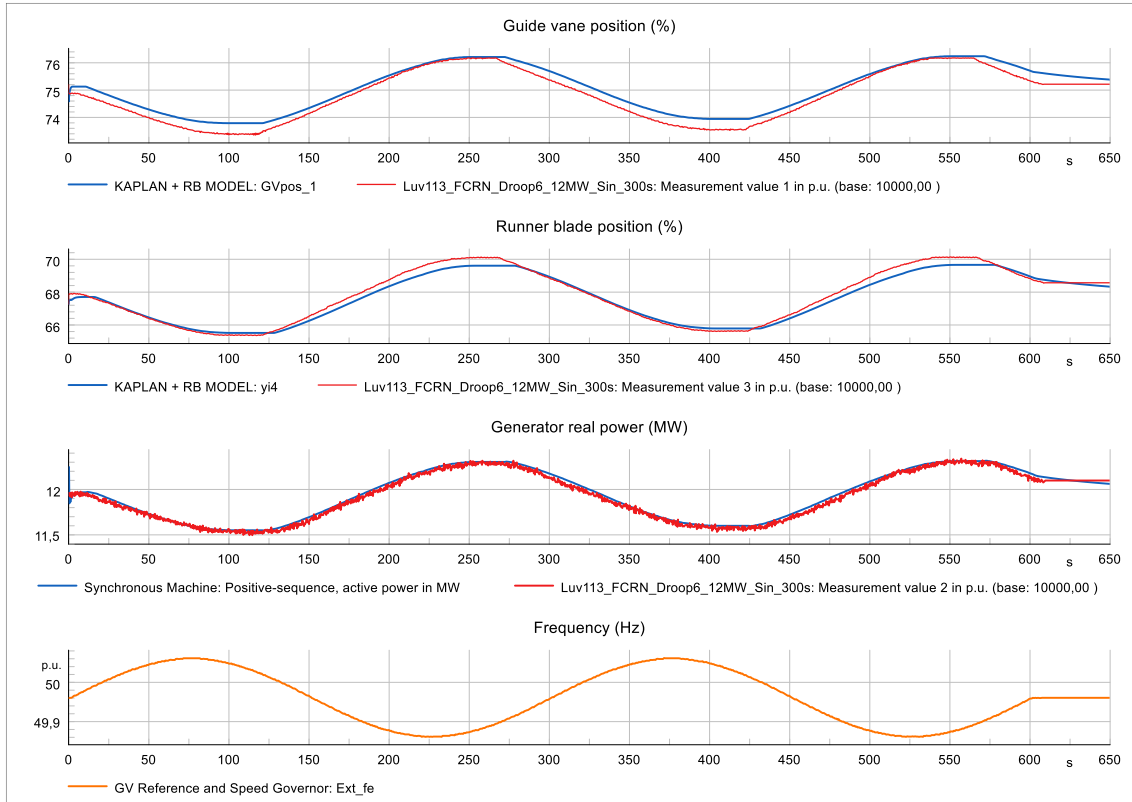 Guide vane position (%)
76
75
74
0 50 100 150 200 250 300 350 400 450 500 550 600 s 650
KAPLAN + RB MODEL: GVpos_1 Luv113_FCRN_Droop6_12MW_Sin_300s: Measurement value 1 in p.u. (base: 10000,00 )
Runner blade position (%)
70
68
66
0 50 100 150 200 250 300 350 400 450 500 550 600 s 650
KAPLAN + RB MODEL: yi4 Luv113_FCRN_Droop6_12MW_Sin_300s: Measurement value 3 in p.u. (base: 10000,00 )
Generator real power (MW)
12
11,5
0 50 100 150 200 250 300 350 400 450 500 550 600 s 650
Synchronous Machine: Positive-sequence, active power in MW Luv113_FCRN_Droop6_12MW_Sin_300s: Measurement value 2 in p.u. (base: 10000,00 )
Frequency (Hz)
p.u.
50
49,9
0 50 100 150 200 250 300 350 400 450 500 550 600 s 650
GV Reference and Speed Governor: Ext_fe